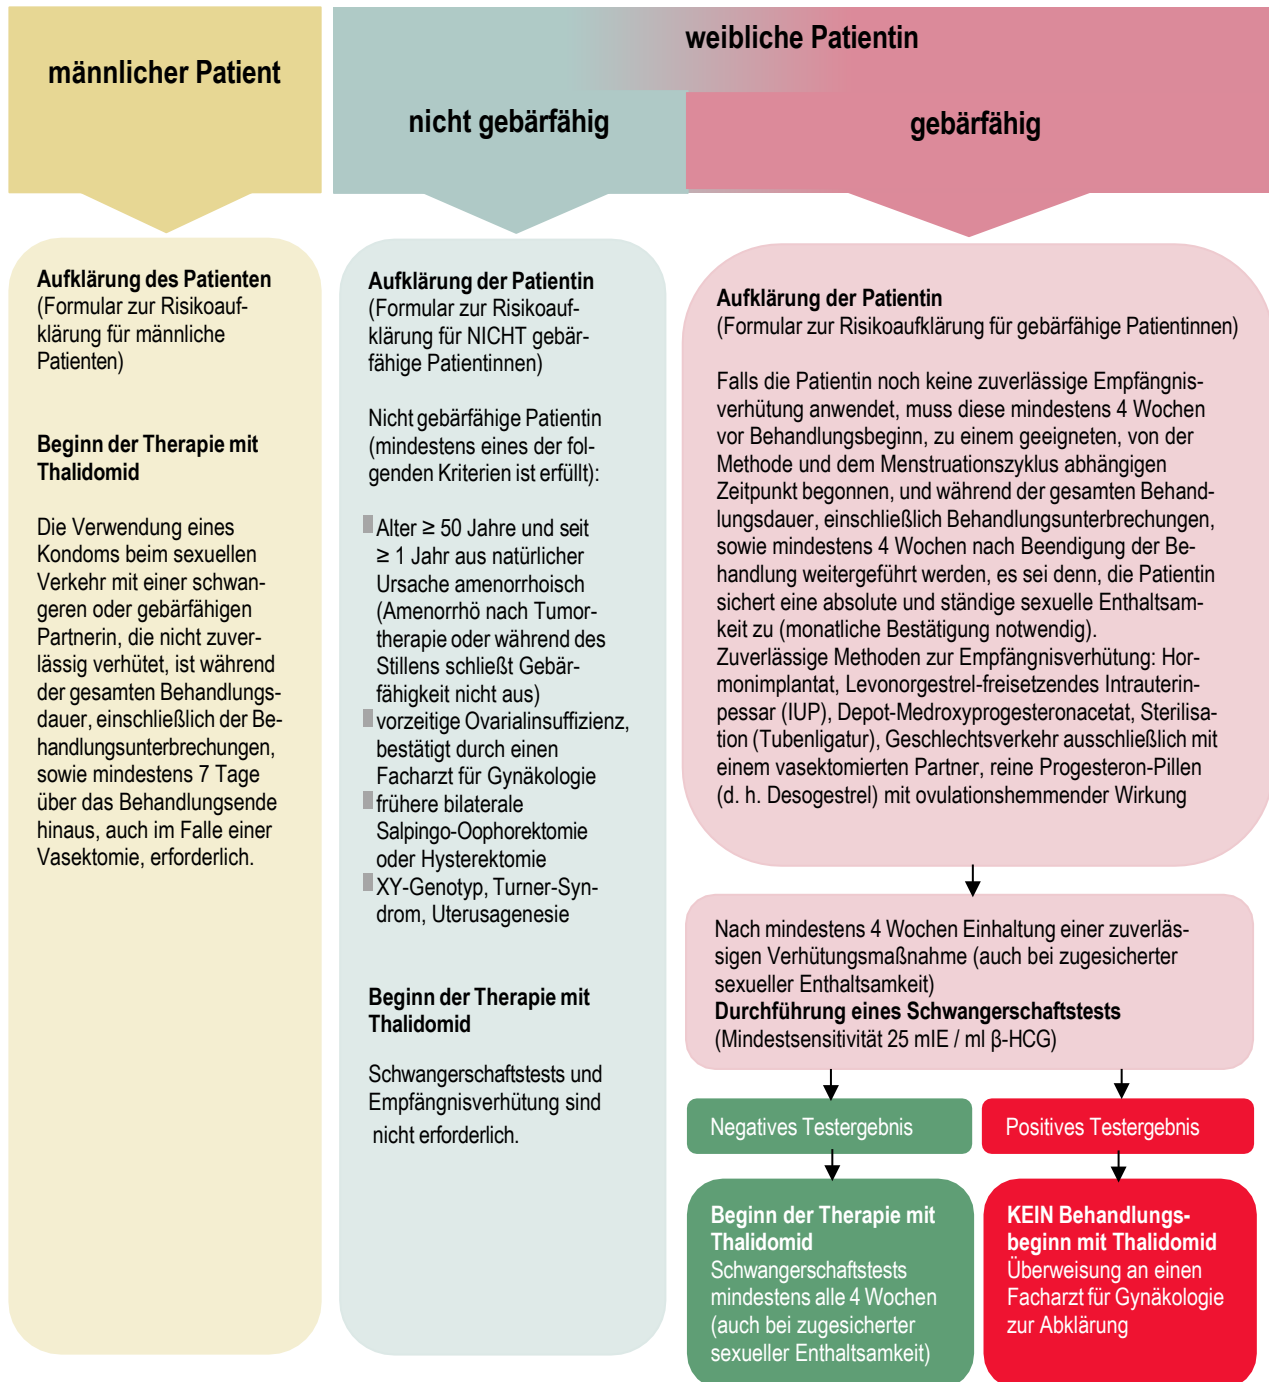 männlicher Patient
weibliche Patientin
nicht gebärfähig
gebärfähig
Aufklärung des Patienten
(Formular zur Risikoauf-
klärung für männliche
Patienten)
Beginn der Therapie mit
Thalidomid
Die Verwendung eines
Kondoms beim sexuellen
Verkehr mit einer schwan-
geren oder gebärfähigen
Partnerin, die nicht zuver-
lässig verhütet, ist während
der gesamten Behandlungs-
dauer, einschließlich der Be-
handlungsunterbrechungen,
sowie mindestens 7 Tage
über das Behandlungsende
hinaus, auch im Falle einer
Vasektomie, erforderlich.
Aufklärung der Patientin
(Formular zur Risikoauf-
klärung für NICHT gebär-
fähige Patientinnen)
Nicht gebärfähige Patientin
(mindestens eines der fol-
genden Kriterien ist erfüllt):
Alter ≥ 50 Jahre und seit
≥ 1 Jahr aus natürlicher
Ursache amenorrhoisch
(Amenorrhö nach Tumor-
therapie oder während des
Stillens schließt Gebär-
fähigkeit nicht aus)
vorzeitige Ovarialinsuffizienz,
bestätigt durch einen
Facharzt für Gynäkologie
frühere bilaterale
Salpingo-Oophorektomie
oder Hysterektomie
XY-Genotyp, Turner-Syn-
drom, Uterusagenesie
Beginn der Therapie mit
Thalidomid
Schwangerschaftstests und
Empfängnisverhütung sind
nicht erforderlich.
Aufklärung der Patientin
(Formular zur Risikoaufklärung für gebärfähige Patientinnen)
Falls die Patientin noch keine zuverlässige Empfängnis-
verhütung anwendet, muss diese mindestens 4 Wochen
vor Behandlungsbeginn, zu einem geeigneten, von der
Methode und dem Menstruationszyklus abhängigen
Zeitpunkt begonnen, und während der gesamten Behand-
lungsdauer, einschließlich Behandlungsunterbrechungen,
sowie mindestens 4 Wochen nach Beendigung der Be-
handlung weitergeführt werden, es sei denn, die Patientin
sichert eine absolute und ständige sexuelle Enthaltsam-
keit zu (monatliche Bestätigung notwendig).
Zuverlässige Methoden zur Empfängnisverhütung: Hor-
monimplantat, Levonorgestrel-freisetzendes Intrauterin-
pessar (IUP), Depot-Medroxyprogesteronacetat, Sterilisa-
tion (Tubenligatur), Geschlechtsverkehr ausschließlich mit
einem vasektomierten Partner, reine Progesteron-Pillen
(d. h. Desogestrel) mit ovulationshemmender Wirkung
Nach mindestens 4 Wochen Einhaltung einer zuverläs-
sigen Verhütungsmaßnahme (auch bei zugesicherter
sexueller Enthaltsamkeit)
Durchführung eines Schwangerschaftstests
(Mindestsensitivität 25 mIE / ml β-HCG)
Negatives Testergebnis
Positives Testergebnis
Beginn der Therapie mit
Thalidomid
Schwangerschaftstests
mindestens alle 4 Wochen
(auch bei zugesicherter
sexueller Enthaltsamkeit)
KEIN Behandlungs-
beginn mit Thalidomid
Überweisung an einen
Facharzt für Gynäkologie
zur Abklärung